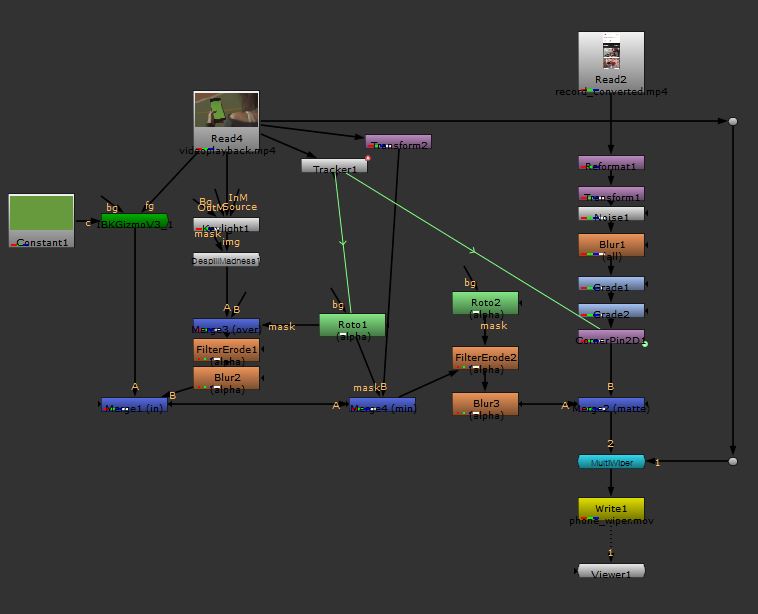 Read2
record_converted.mp4
Read4
videoplayback.mp4
Transform2
Tracker1
Reformat1
Transform1
Noise1
bg
fg
Bg
InM
OutM
Source
c
Constant1
IBKGizmoV3_1
Keylight1
mask
img
DespillMadness1
Blur1
(all)
Grade1
Grade2
CornerPin2D1
bg
Roto2
(alpha)
mask
A
B
bg
Merge3 (over)
mask
Roto1
(alpha)
FilterErode1
(alpha)
FilterErode2
(alpha)
Blur2
(alpha)
A
B
mask
B
B
Merge1 (in)
A
Merge4 (min)
Blur3
(alpha)
A
Merge2 (matte)
2
MultiWiper
1
Write1
phone_wiper.mov
1
Viewer1